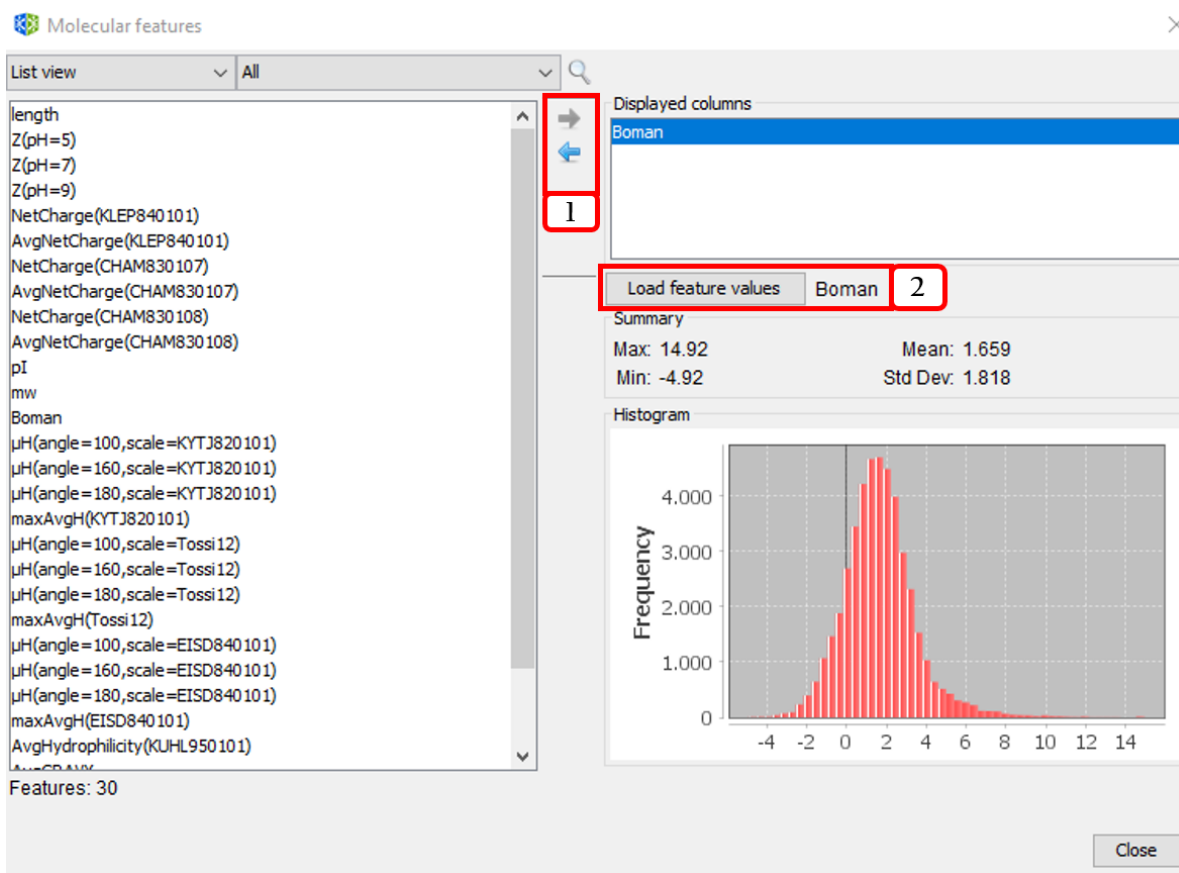 Molecular features
List view
All
length
Z(pH=5)
Z(pH=7)
Z(pH=9)
NetCharge(KLEP840101)
AvgNetCharge(KLEP840101)
NetCharge(CHAM830107)
AvgNetCharge(CHAM830107)
NetCharge(CHAM830108)
AvgNetCharge(CHAM830108)
pI
mw
Boman
μH(angle=100,scale=KYTJ820101)
μH(angle=160,scale=KYTJ820101)
μH(angle=180,scale=KYTJ820101)
maxAvgH(KYTJ820101)
μH(angle=100,scale=Tossi12)
μH(angle=160,scale=Tossi12)
μH(angle=180,scale=Tossi12)
maxAvgH(Tossi12)
μH(angle=100,scale=EISD840101)
μH(angle=160,scale=EISD840101)
μH(angle=180,scale=EISD840101)
maxAvgH(EISD840101)
AvgHydrophilicity(KUHL950101)
Features: 30
1
Displayed columns
Boman
Load feature values Boman 2
Summary
Max: 14.92 Mean: 1.659
Min: -4.92 Std Dev: 1.818
Histogram
Frequency
4.000
3.000
2.000
1.000
0
-4 -2 0 2 4 6 8 10 12 14
Close